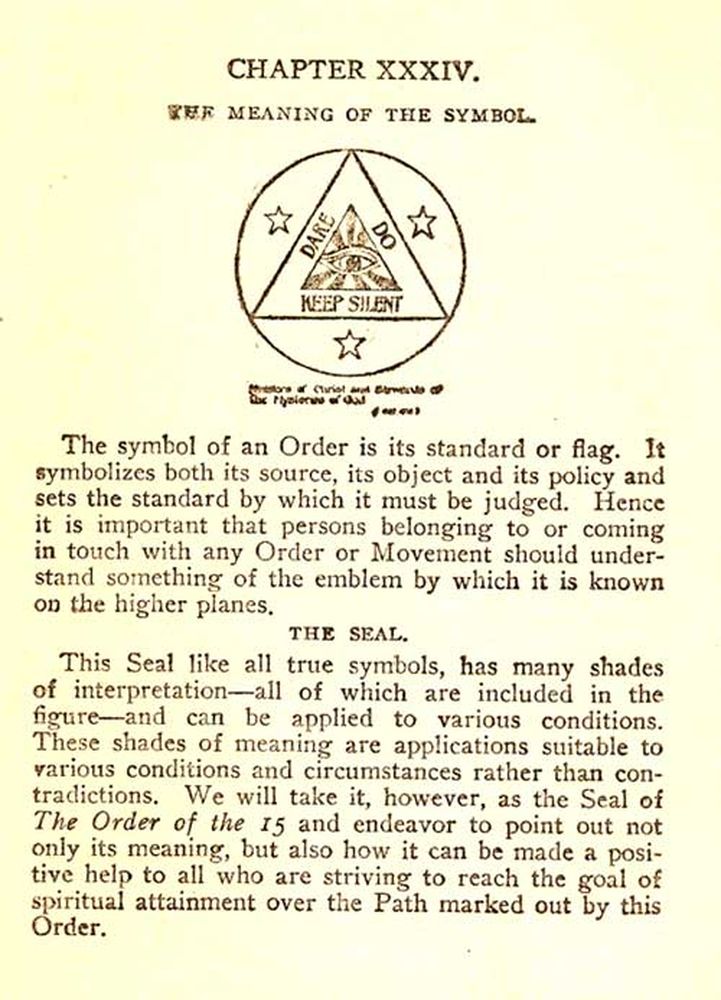 CHAPTER XXXIV.
THE MEANING OF THE SYMBOL.
DARE DO
KEEP SILENT
of Christ and
the Mysteries of God
The symbol of an Order is its standard or flag. It
symbolizes both its source, its object and its policy and
sets the standard by which it must be judged. Hence
it is important that persons belonging to or coming
in touch with any Order or Movement should under-
stand something of the emblem by which it is known
on the higher planes.
THE SEAL.
This Seal like all true symbols, has many shades
of interpretation—all of which are included in the
figure—and can be applied to various conditions.
These shades of meaning are applications suitable to
various conditions and circumstances rather than con-
tradictions. We will take it, however, as the Seal of
The Order of the 15 and endeavor to point out not
only its meaning, but also how it can be made a posi-
tive help to all who are striving to reach the goal of
spiritual attainment over the Path marked out by this
Order.